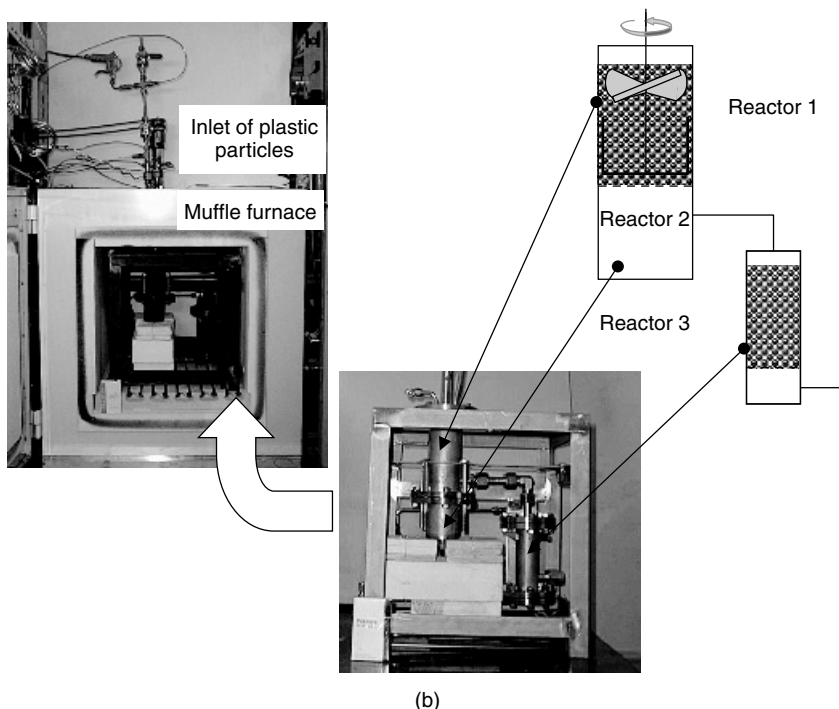 Inlet of plastic
particles
Muffle furnace
Reactor 1
Reactor 2
Reactor 3
(b)